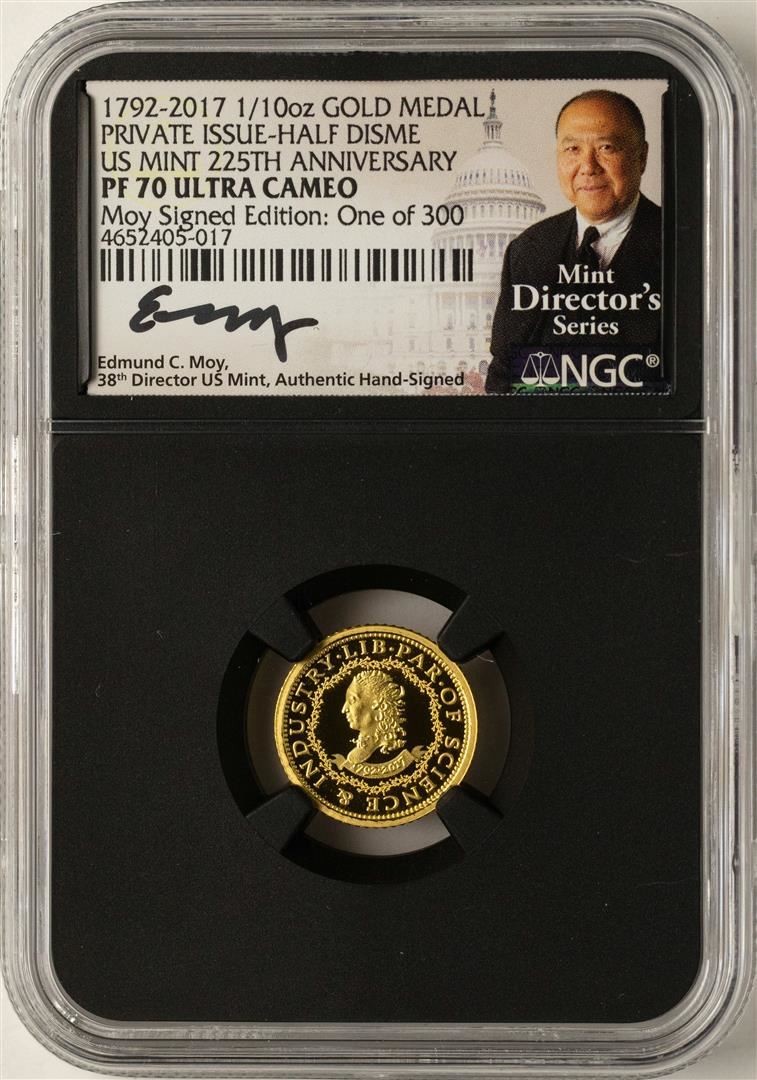 1792-2017 1/10oz GOLD MEDAL
PRIVATE ISSUE-HALF DISME
US MINT 225TH ANNIVERSARY
PF 70 ULTRA CAMEO
Moy Signed Edition: One of 300
4652405-017
Edmund C. Moy,
38th Director US Mint, Authentic Hand-Signed
Mint
Director's
Series
NGC®
LIB·PAR·OF SCIENCE & INDUSTRY·
1792·2017